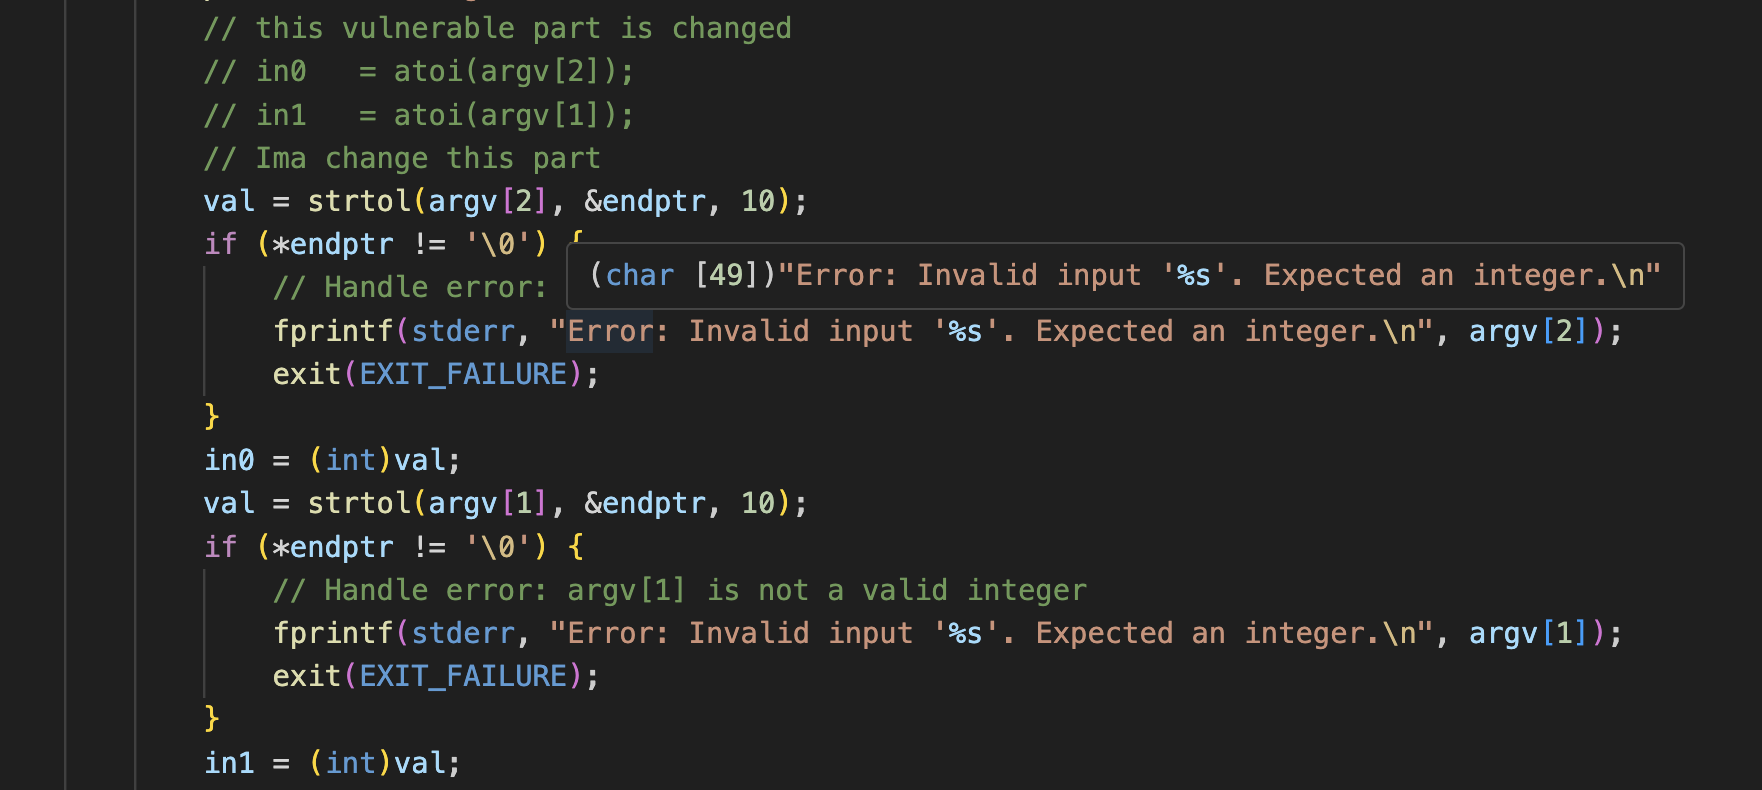 // this vulnerable part is changed
// in0   = atoi(argv[2]);
// in1   = atoi(argv[1]);
// Ima change this part
val = strtol(argv[2], &endptr, 10);
if (*endptr != '\0') {
(char [49])"Error: Invalid input '%s'. Expected an integer.\n"
// Handle error:
fprintf(stderr, "Error: Invalid input '%s'. Expected an integer.\n", argv[2]);
exit(EXIT_FAILURE);
}
in0 = (int)val;
val = strtol(argv[1], &endptr, 10);
if (*endptr != '\0') {
// Handle error: argv[1] is not a valid integer
fprintf(stderr, "Error: Invalid input '%s'. Expected an integer.\n", argv[1]);
exit(EXIT_FAILURE);
}
in1 = (int)val;